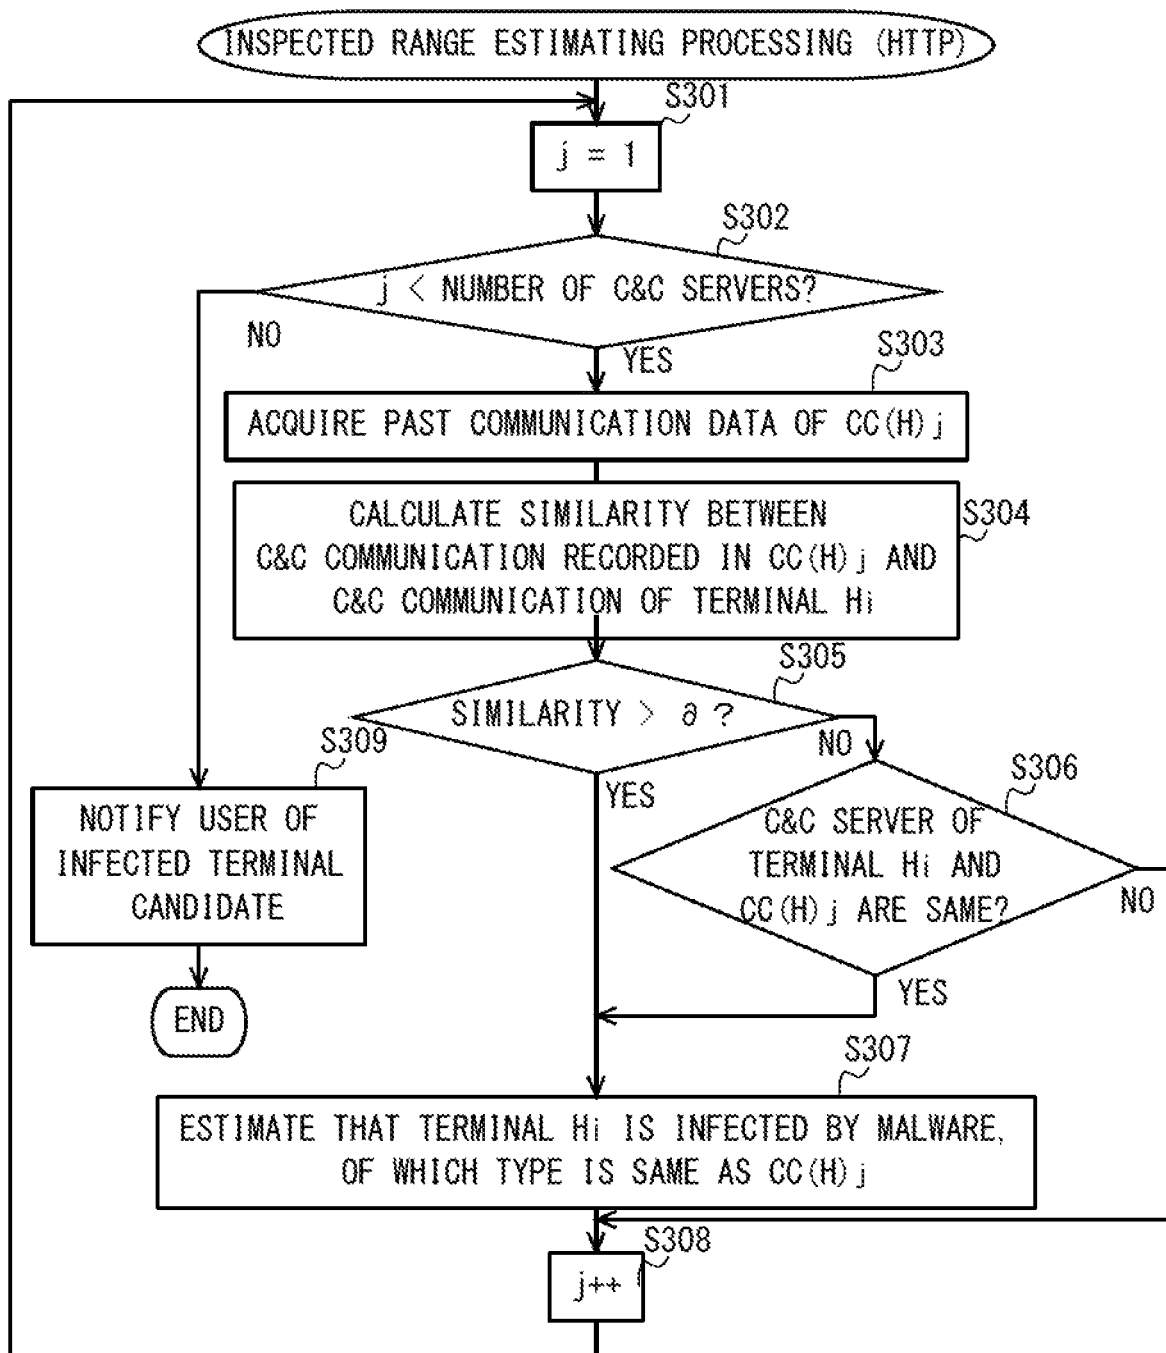 INSPECTED RANGE ESTIMATING PROCESSING (HTTP)
S301
j = 1
S302
j < NUMBER OF C&C SERVERS?
NO
YES
S303
ACQUIRE PAST COMMUNICATION DATA OF CC(H)j
S304
CALCULATE SIMILARITY BETWEEN
C&C COMMUNICATION RECORDED IN CC(H)j AND
C&C COMMUNICATION OF TERMINAL Hi
S305
SIMILARITY > ∂ ?
NO
YES
S309
NOTIFY USER OF
INFECTED TERMINAL
CANDIDATE
END
S306
C&C SERVER OF
TERMINAL Hi AND
CC(H)j ARE SAME?
NO
YES
S307
ESTIMATE THAT TERMINAL Hi IS INFECTED BY MALWARE,
OF WHICH TYPE IS SAME AS CC(H)j
S308
j++